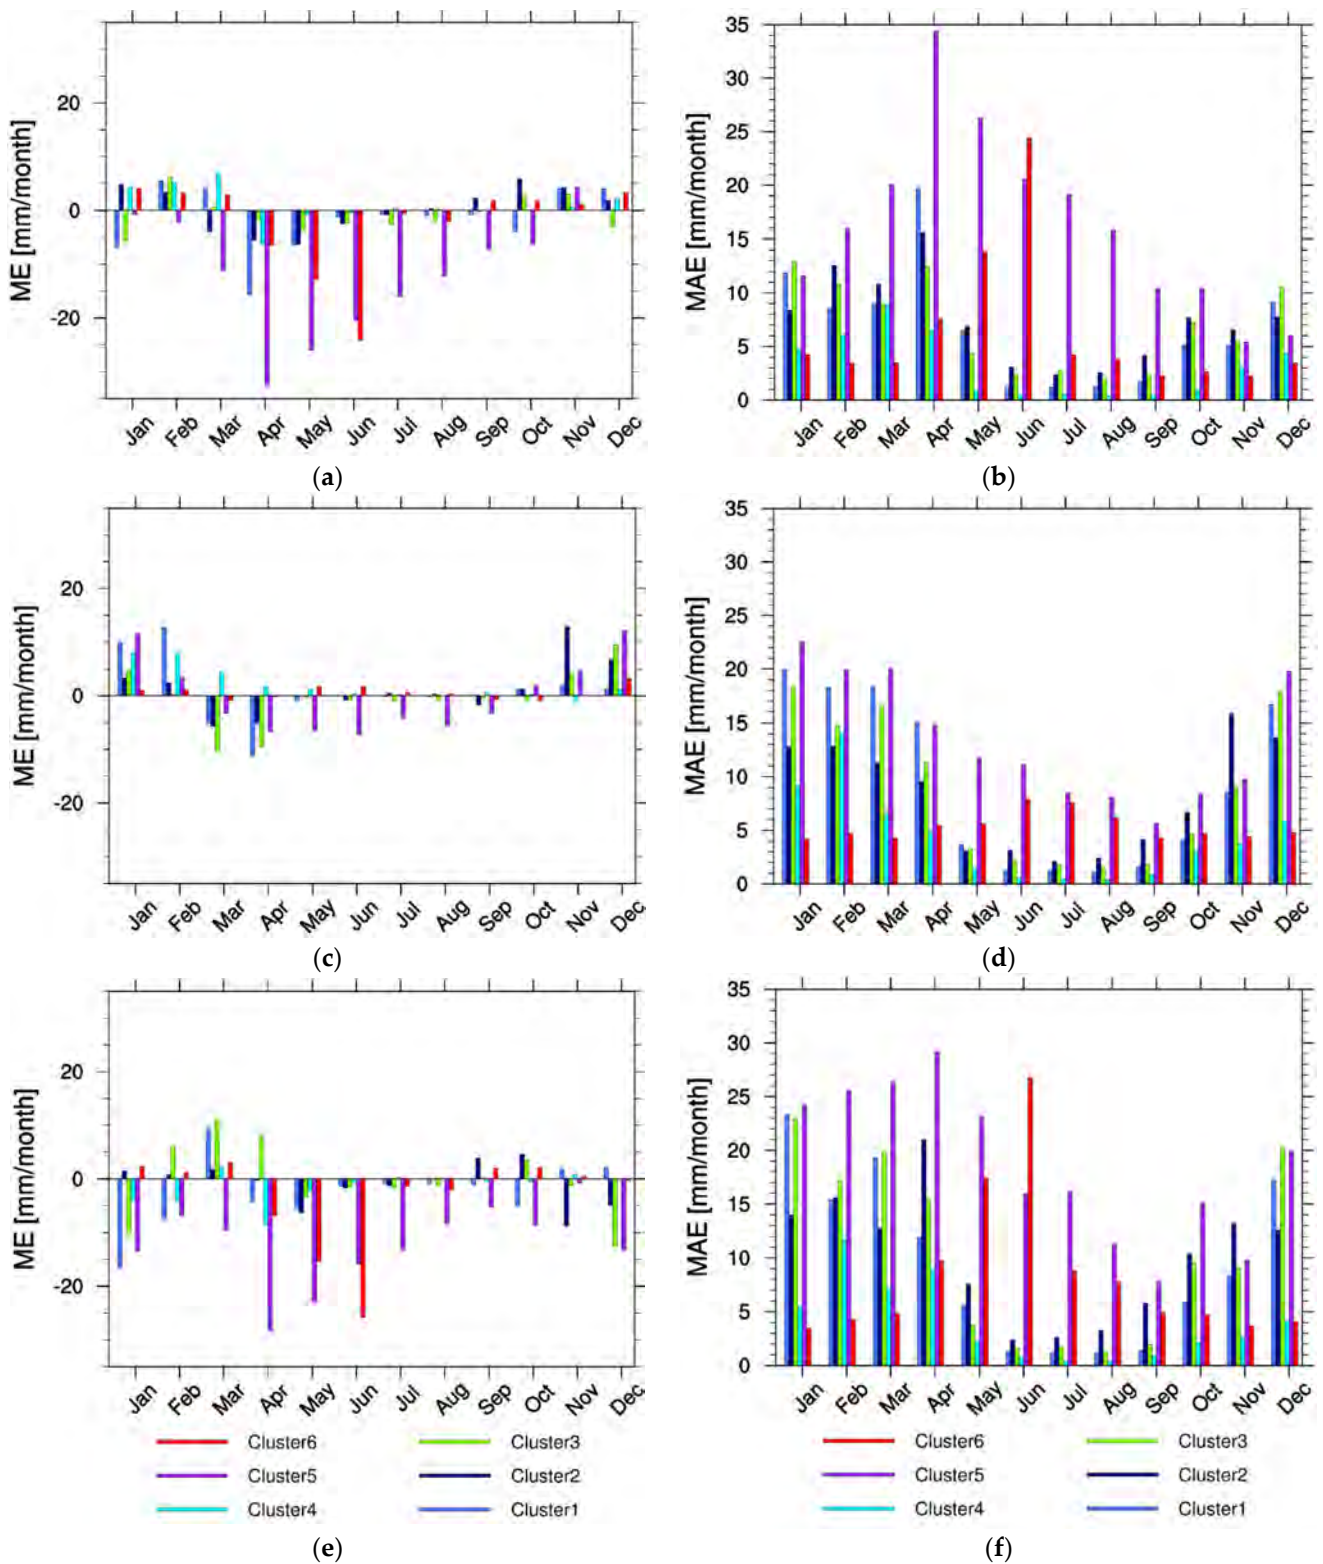 ME [mm/month]
20
0
-20
Jan Feb Mar Apr May Jun Jul Aug Sep Oct Nov Dec
(a)
MAE [mm/month]
35
30
25
20
15
10
5
0
Jan Feb Mar Apr May Jun Jul Aug Sep Oct Nov Dec
(b)
ME [mm/month]
20
0
-20
Jan Feb Mar Apr May Jun Jul Aug Sep Oct Nov Dec
(c)
MAE [mm/month]
35
30
25
20
15
10
5
0
Jan Feb Mar Apr May Jun Jul Aug Sep Oct Nov Dec
(d)
ME [mm/month]
20
0
-20
Jan Feb Mar Apr May Jun Jul Aug Sep Oct Nov Dec
Cluster6 Cluster3
Cluster5 Cluster2
Cluster4 Cluster1
(e)
MAE [mm/month]
35
30
25
20
15
10
5
0
Jan Feb Mar Apr May Jun Jul Aug Sep Oct Nov Dec
Cluster6 Cluster3
Cluster5 Cluster2
Cluster4 Cluster1
(f)